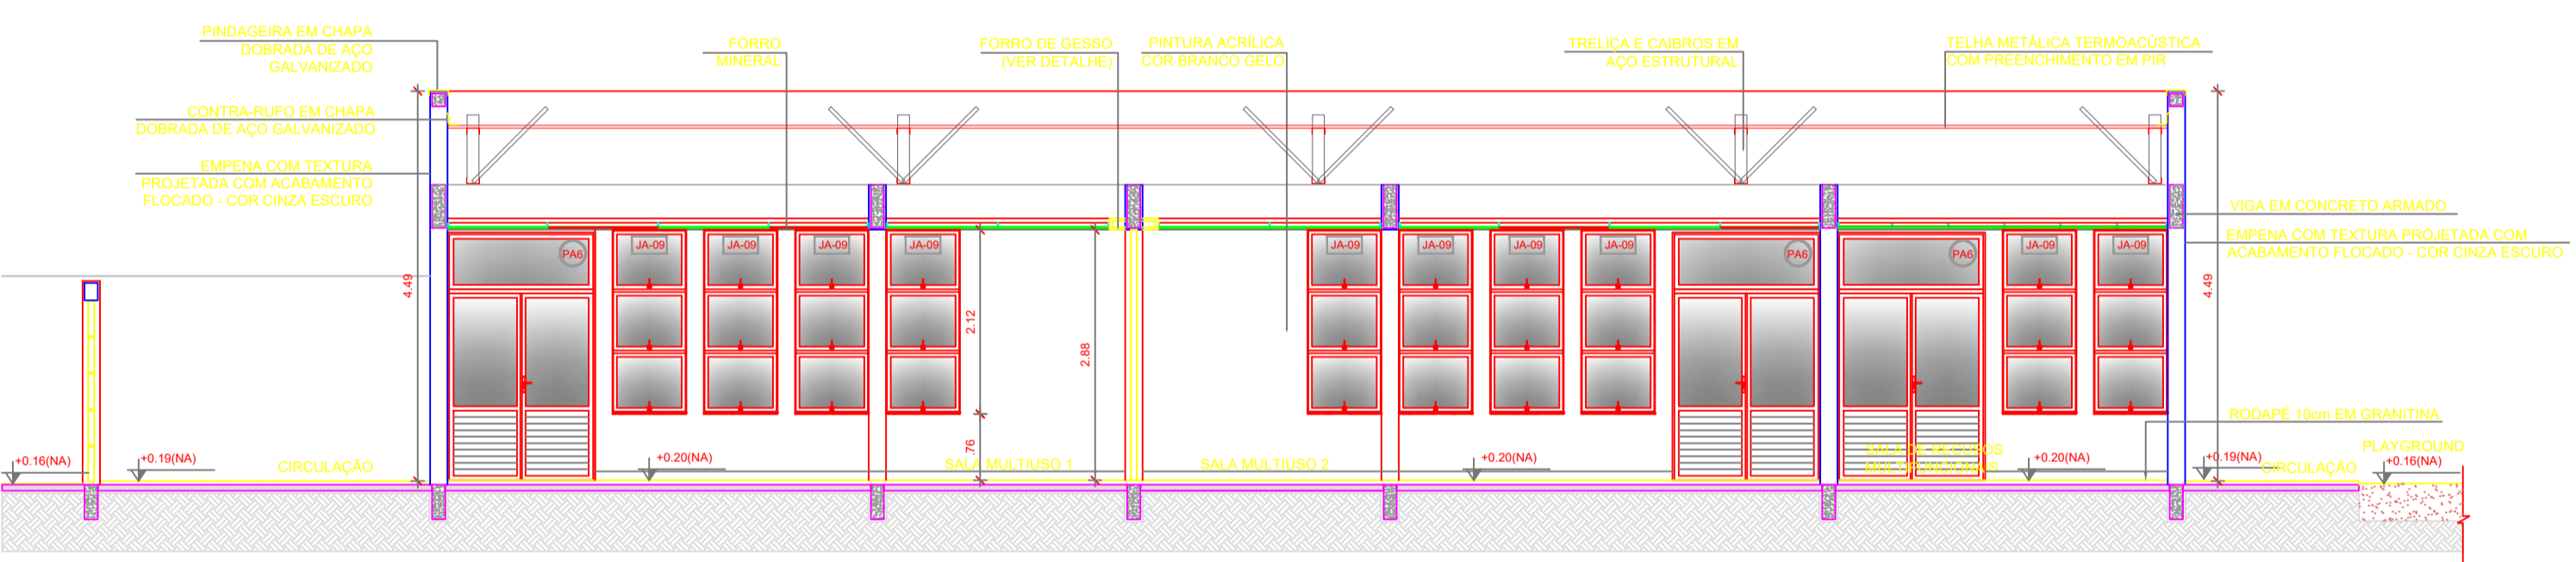 PINDAGEIRA EM CHAPA
DOBRADA DE AÇO
GALVANIZADO
FORRO
MINERAL
FORRO DE GESSO
(VER DETALHE)
PINTURA ACRÍLICA
COR BRANCO GELO
TRELIÇA E CAIBROS EM
AÇO ESTRUTURAL
TELHA METÁLICA TERMOACÚSTICA
COM PREENCHIMENTO EM PIR
CONTRA-RUFO EM CHAPA
DOBRADA DE AÇO GALVANIZADO
EMPENA COM TEXTURA
PROJETADA COM ACABAMENTO
FLOCADO - COR CINZA ESCURO
VIGA EM CONCRETO ARMADO
EMPENA COM TEXTURA PROJETADA COM
ACABAMENTO FLOCADO - COR CINZA ESCURO
PA6
JA-09
JA-09
JA-09
JA-09
JA-09
JA-09
JA-09
JA-09
PA6
PA6
JA-09
JA-09
4.49
2.12
2.88
.76
4.49
RODAPÉ 10cm EM GRANITINA
PLAYGROUND
+0.16(NA)
+0.19(NA)
CIRCULAÇÃO
+0.20(NA)
SALA MULTIUSO 1
SALA MULTIUSO 2
+0.20(NA)
SALA DE RECUSOS
MULTIFUNCIONAIS
+0.20(NA)
+0.19(NA)
CIRCULAÇÃO
+0.16(NA)